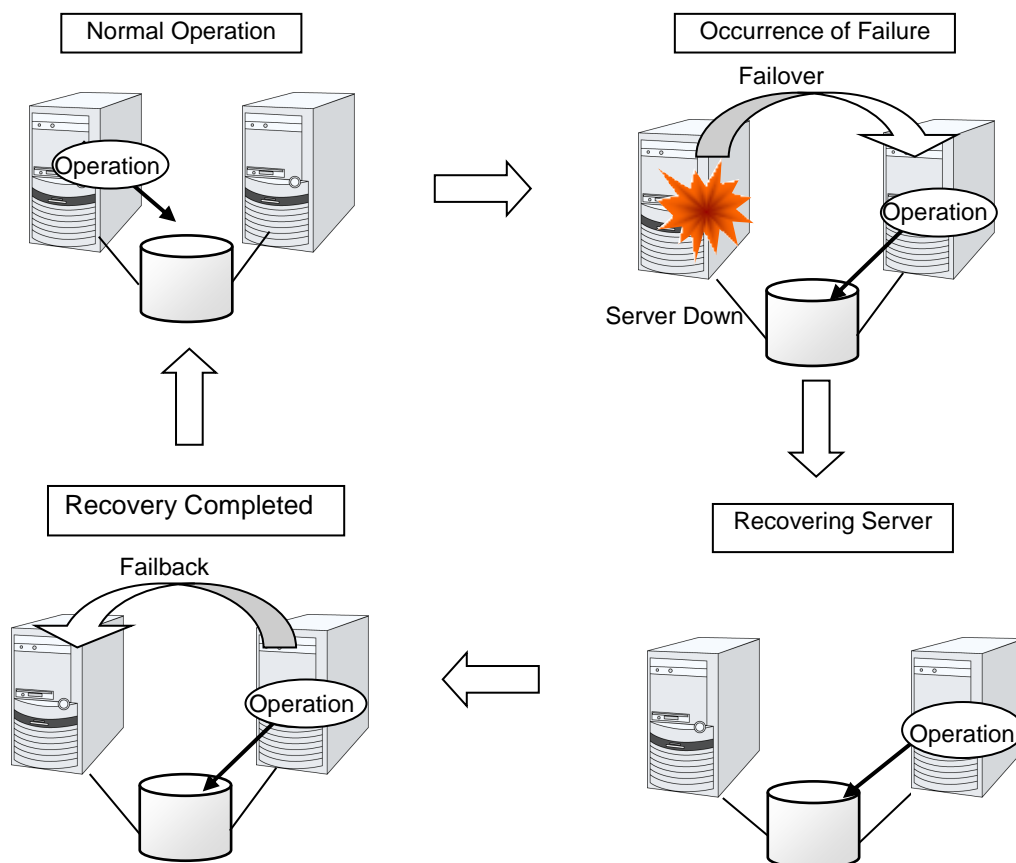 Normal Operation
Operation
Occurrence of Failure
Failover
Operation
Server Down
Recovery Completed
Failback
Operation
Recovering Server
Operation